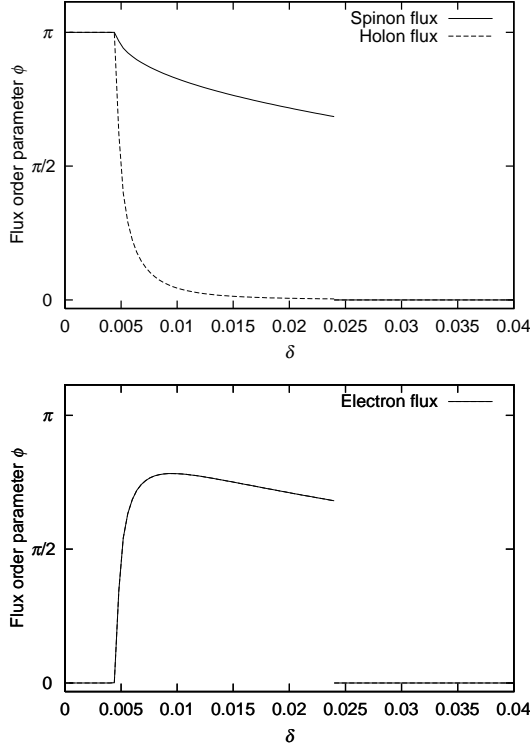 Spinon flux
Holon flux
Flux order parameter ϕ
π
π/2
0
0 0.005 0.01 0.015 0.02 0.025 0.03 0.035 0.04
δ
Electron flux
Flux order parameter ϕ
π
π/2
0
0 0.005 0.01 0.015 0.02 0.025 0.03 0.035 0.04
δ